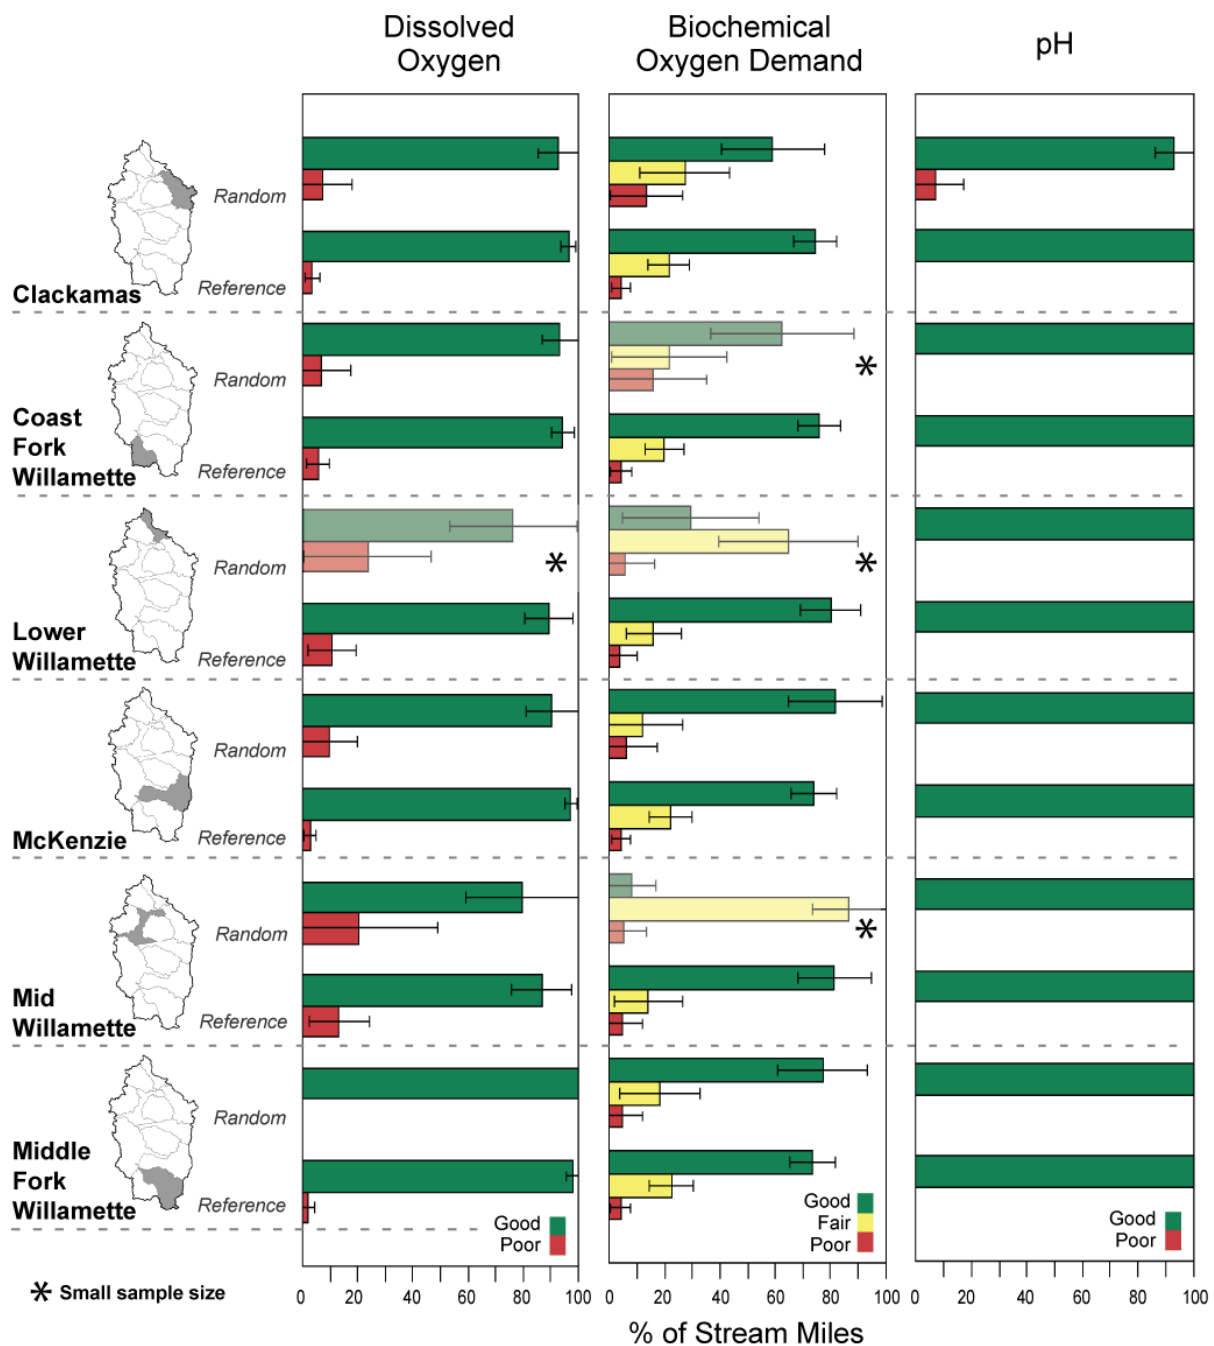 Dissolved
Oxygen
Biochemical
Oxygen Demand
pH
Random
Reference
Clackamas
Random
Coast
Fork
Willamette
Reference
*
Random
Lower
Willamette
Reference
*
*
Random
McKenzie
Reference
Random
Mid
Willamette
Reference
*
Random
Middle
Fork
Willamette
Reference
Good
Poor
Good
Fair
Poor
Good
Poor
* Small sample size
0 20 40 60 80 100
0 20 40 60 80 100
0 20 40 60 80 100
% of Stream Miles